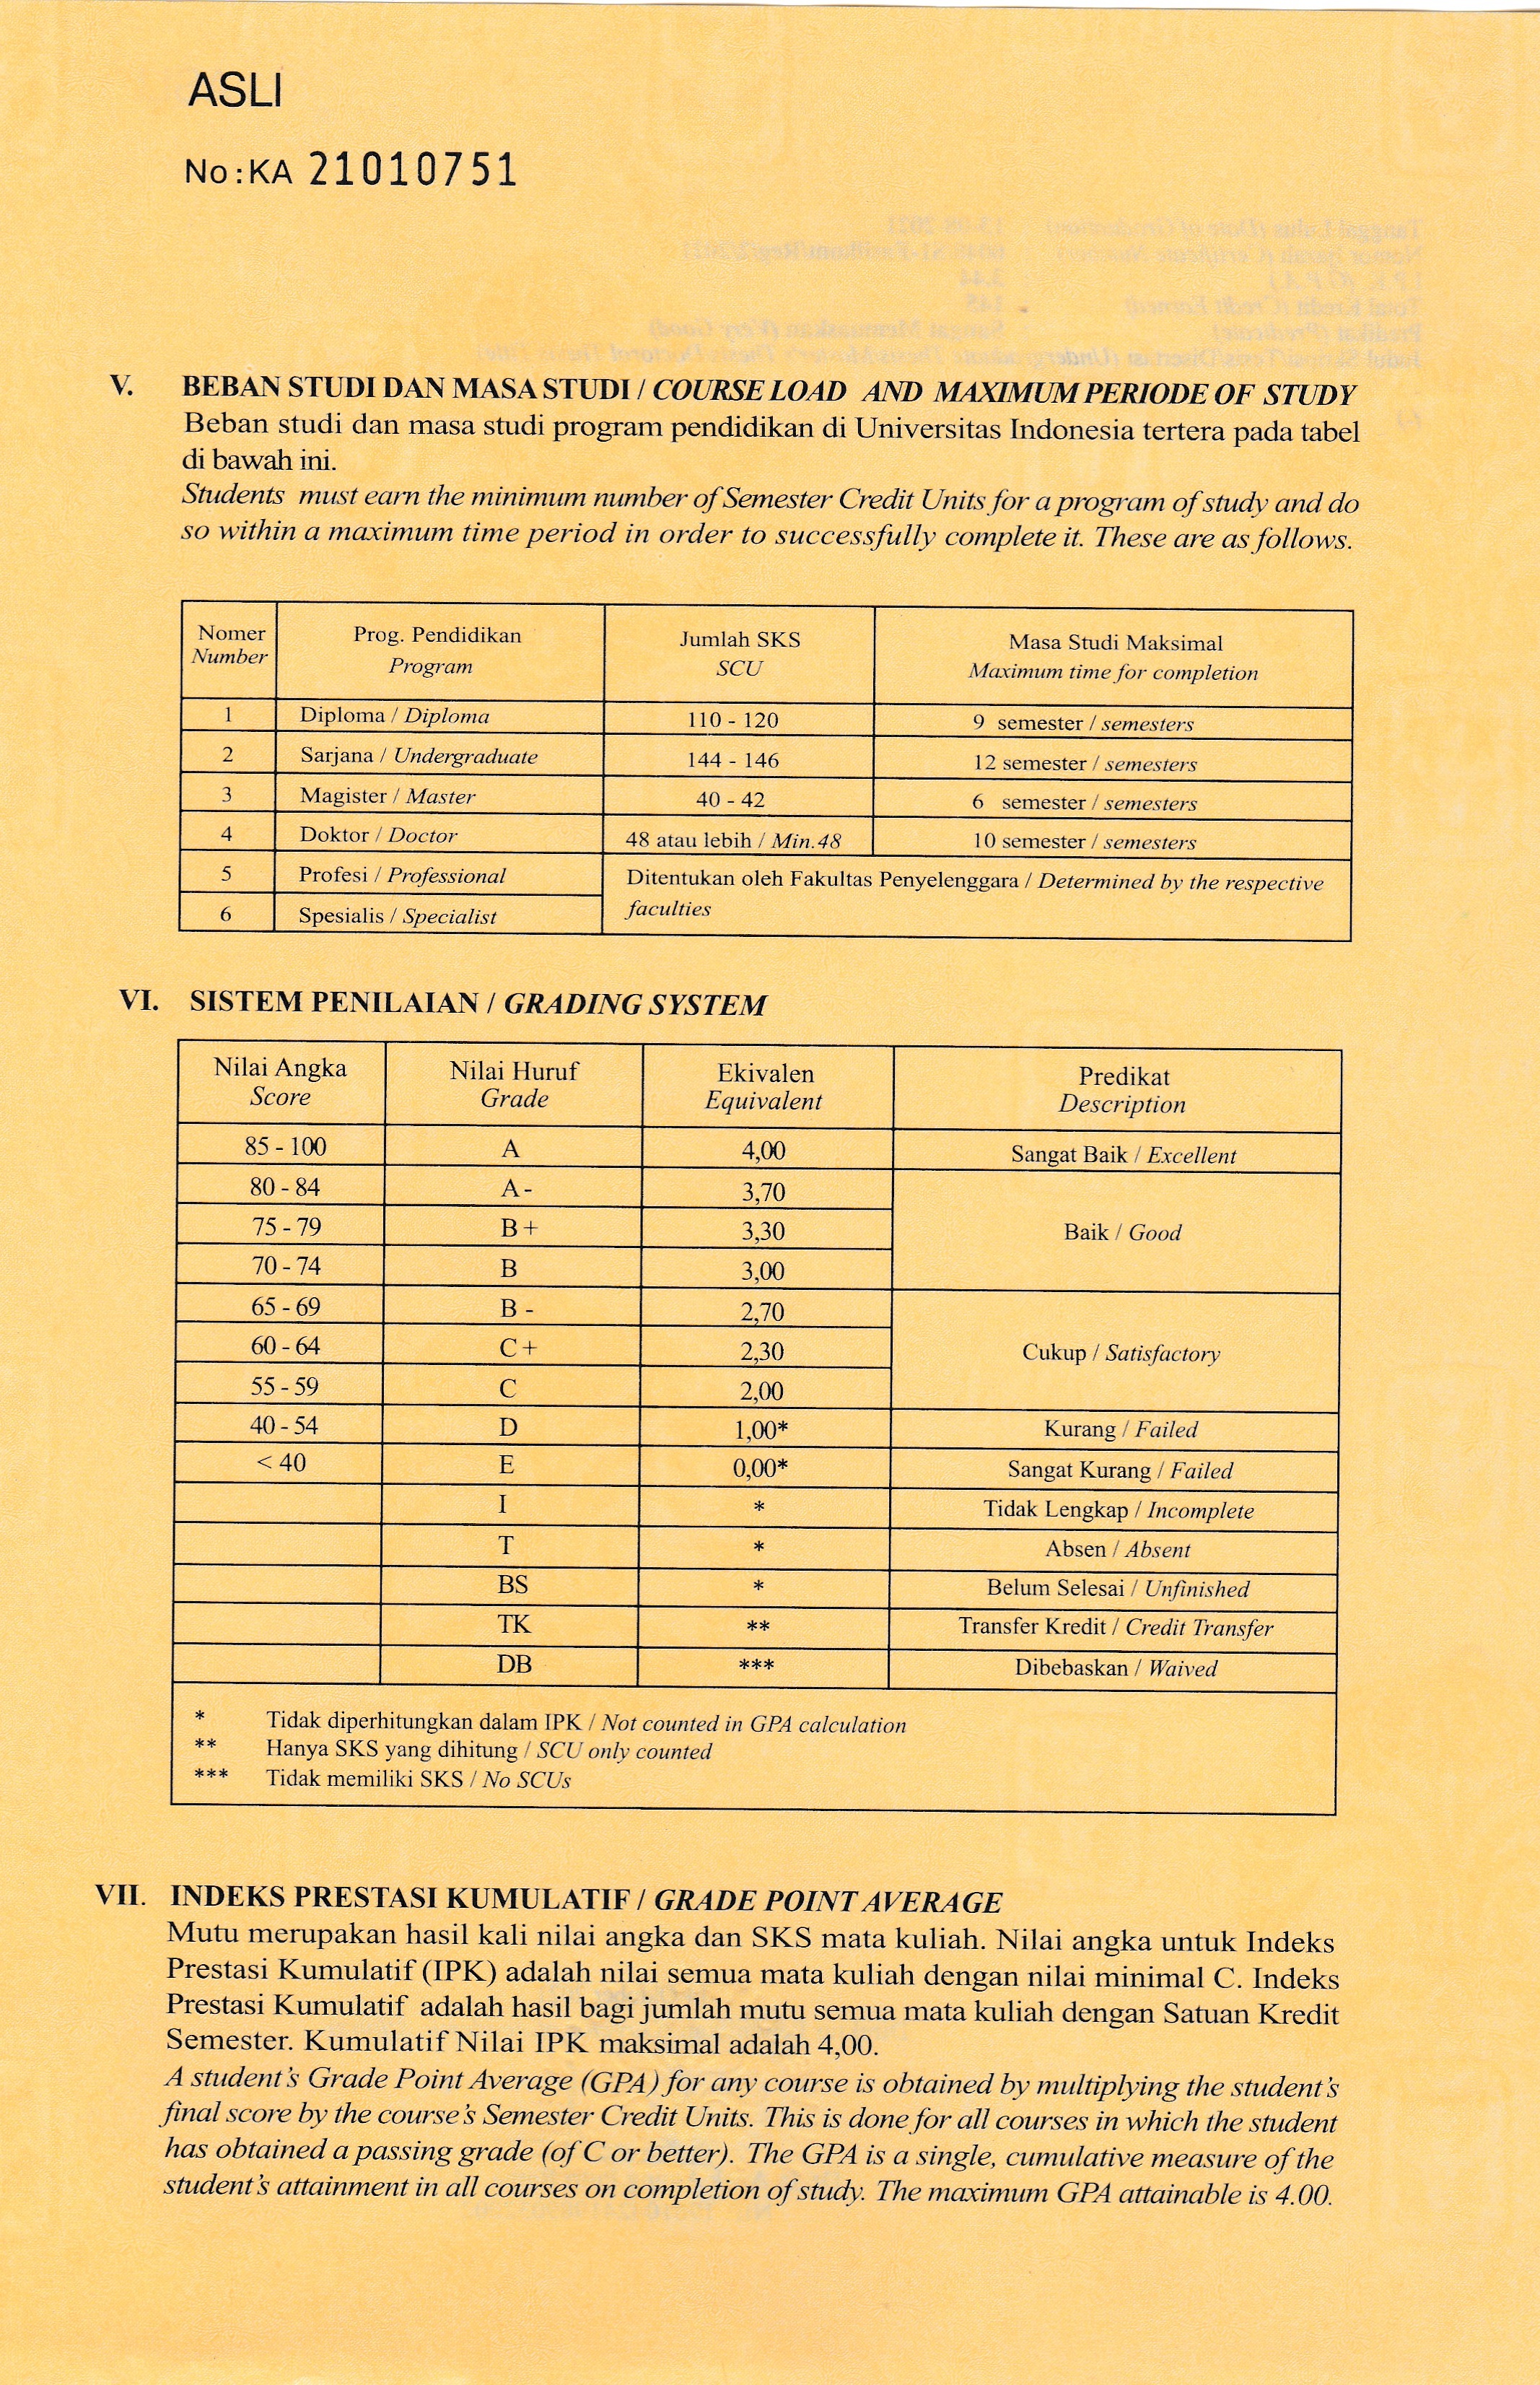 ASLI
No:KA 21010751
V. BEBAN STUDI DAN MASA STUDI / COURSE LOAD AND MAXIMUM PERIODE OF STUDY
Beban studi dan masa studi program pendidikan di Universitas Indonesia tertera pada tabel
di bawah ini.
Students must earn the minimum number of Semester Credit Units for a program of study and do
so within a maximum time period in order to successfully complete it. These are as follows.
Nomer Prog. Pendidikan Jumlah SKS Masa Studi Maksimal
Number Program SCU Maximum time for completion
1 Diploma / Diploma 110 - 120 9 semester / semesters
2 Sarjana / Undergraduate 144 - 146 12 semester / semesters
3 Magister / Master 40 - 42 6 semester / semesters
4 Doktor / Doctor 48 atau lebih / Min.48 10 semester / semesters
5 Profesi / Professional Ditentukan oleh Fakultas Penyelenggara / Determined by the respective
6 Spesialis / Specialist faculties
VI. SISTEM PENILAIAN / GRADING SYSTEM
Nilai Angka Nilai Huruf Ekivalen Predikat
Score Grade Equivalent Description
85 - 100 A 4,00 Sangat Baik / Excellent
80 - 84 A- 3,70
75 - 79 B+ 3,30 Baik / Good
70 - 74 B 3,00
65 - 69 B - 2,70
60 - 64 C+ 2,30 Cukup / Satisfactory
55 - 59 C 2,00
40 - 54 D 1,00* Kurang / Failed
< 40 E 0,00* Sangat Kurang / Failed
I * Tidak Lengkap / Incomplete
T * Absen / Absent
BS * Belum Selesai / Unfinished
TK ** Transfer Kredit / Credit Transfer
DB *** Dibebaskan / Waived
* Tidak diperhitungkan dalam IPK / Not counted in GPA calculation
** Hanya SKS yang dihitung / SCU only counted
*** Tidak memiliki SKS / No SCUs
VII. INDEKS PRESTASI KUMULATIF / GRADE POINT AVERAGE
Mutu merupakan hasil kali nilai angka dan SKS mata kuliah. Nilai angka untuk Indeks
Prestasi Kumulatif (IPK) adalah nilai semua mata kuliah dengan nilai minimal C. Indeks
Prestasi Kumulatif adalah hasil bagi jumlah mutu semua mata kuliah dengan Satuan Kredit
Semester. Kumulatif Nilai IPK maksimal adalah 4,00.
A student's Grade Point Average (GPA) for any course is obtained by multiplying the student's
final score by the course's Semester Credit Units. This is done for all courses in which the student
has obtained a passing grade (of C or better). The GPA is a single, cumulative measure of the
student's attainment in all courses on completion of study. The maximum GPA attainable is 4.00.